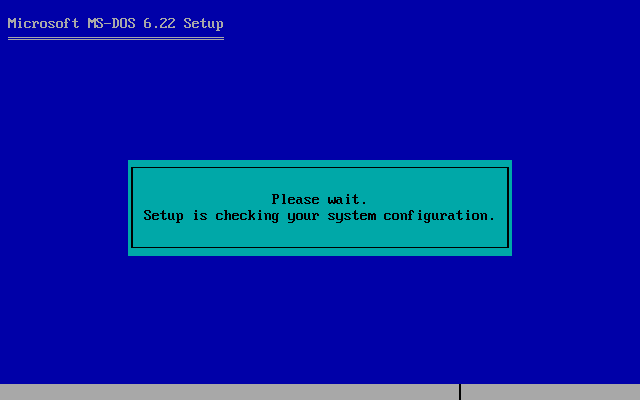 Microsoft MS-DOS 6.22 Setup
Please wait.
Setup is checking your system configuration.